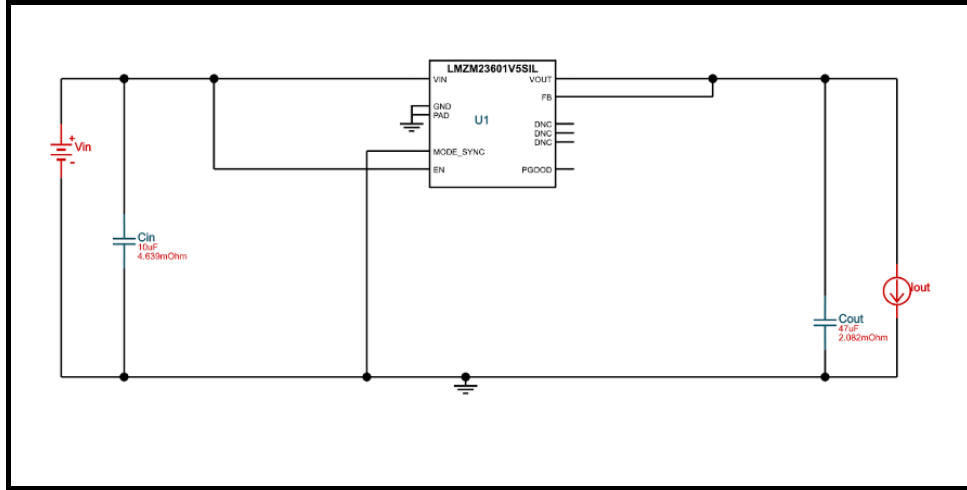 LMZM23601V5SIL
VIN
VOUT
FB
GND
PAD
U1
DNC
DNC
DNC
MODE_SYNC
EN
PGOOD
+
Vin
-
Cin
10uF
4.639mOhm
Iout
Cout
47uF
2.082mOhm